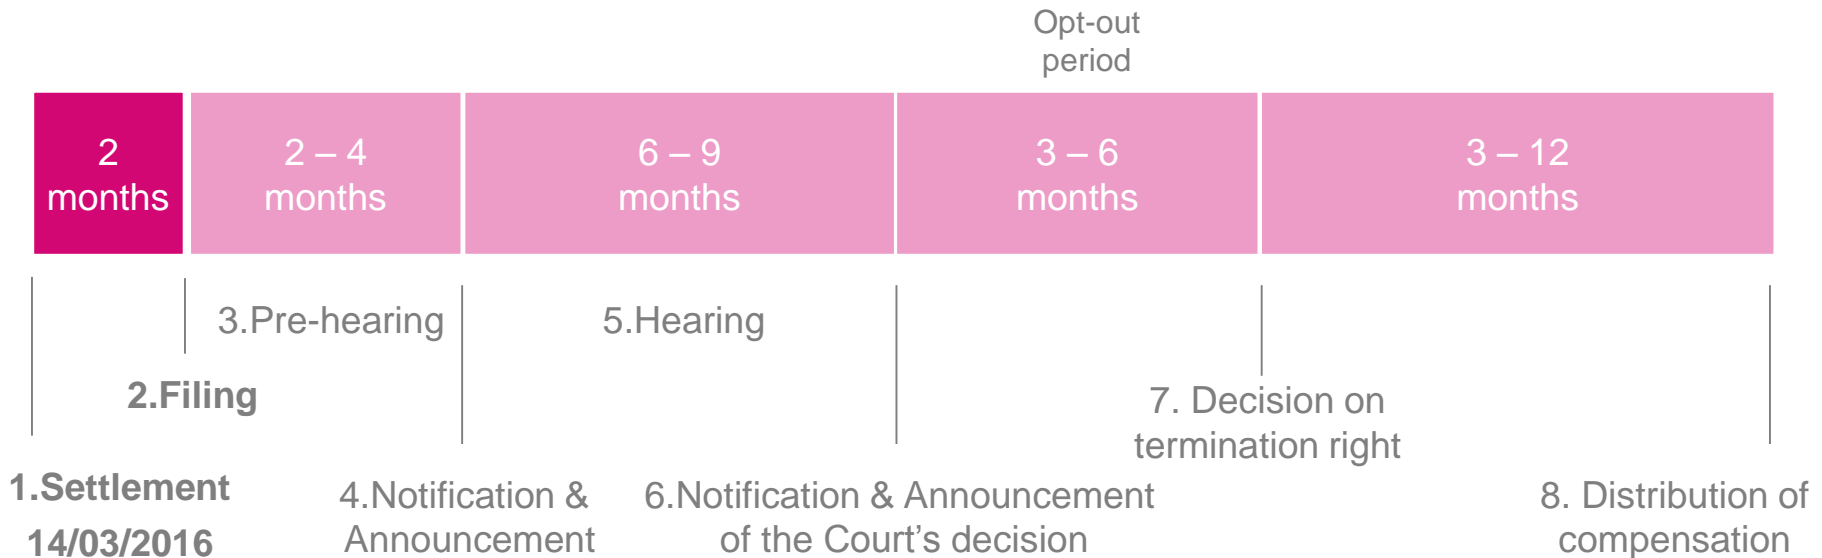 Opt-out
period
2
months
2 – 4
months
6 – 9
months
3 – 6
months
3 – 12
months
3.Pre-hearing
5.Hearing
2.Filing
7. Decision on
termination right
1.Settlement
14/03/2016
4.Notification &
Announcement
6.Notification & Announcement
of the Court's decision
8. Distribution of
compensation